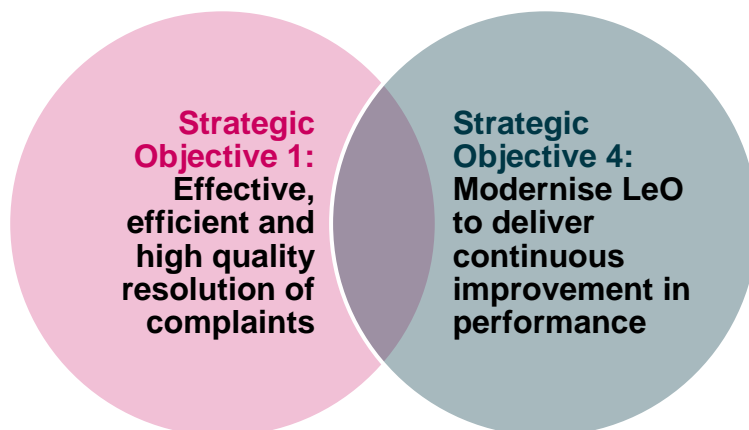 Strategic
Objective 1:
Effective,
efficient and
high quality
resolution of
complaints
Strategic
Objective 4:
Modernise LeO
to deliver
continuous
improvement in
performance